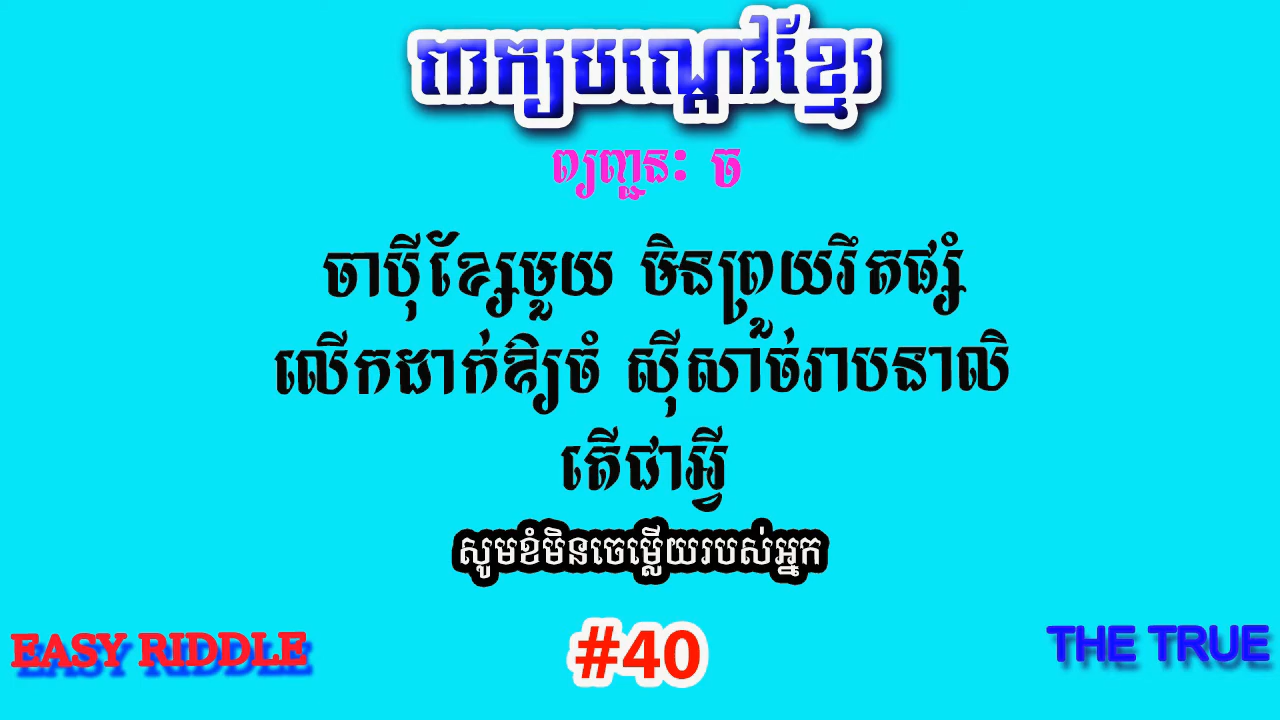 ពាក្យបណ្ដៅខ្មែរ
ព្យញ្ជនៈ ច
ចាប៉ីខ្សែមួយ មិនព្រួយរឹតផ្សំ
លើកដាក់ឱ្យចំ ស៊ីសាច់រាបនាលិ
តើជាអ្វី
សូមខំមិនចេម្លើយរបស់អ្នក
EASY RIDDLE
#40
THE TRUE